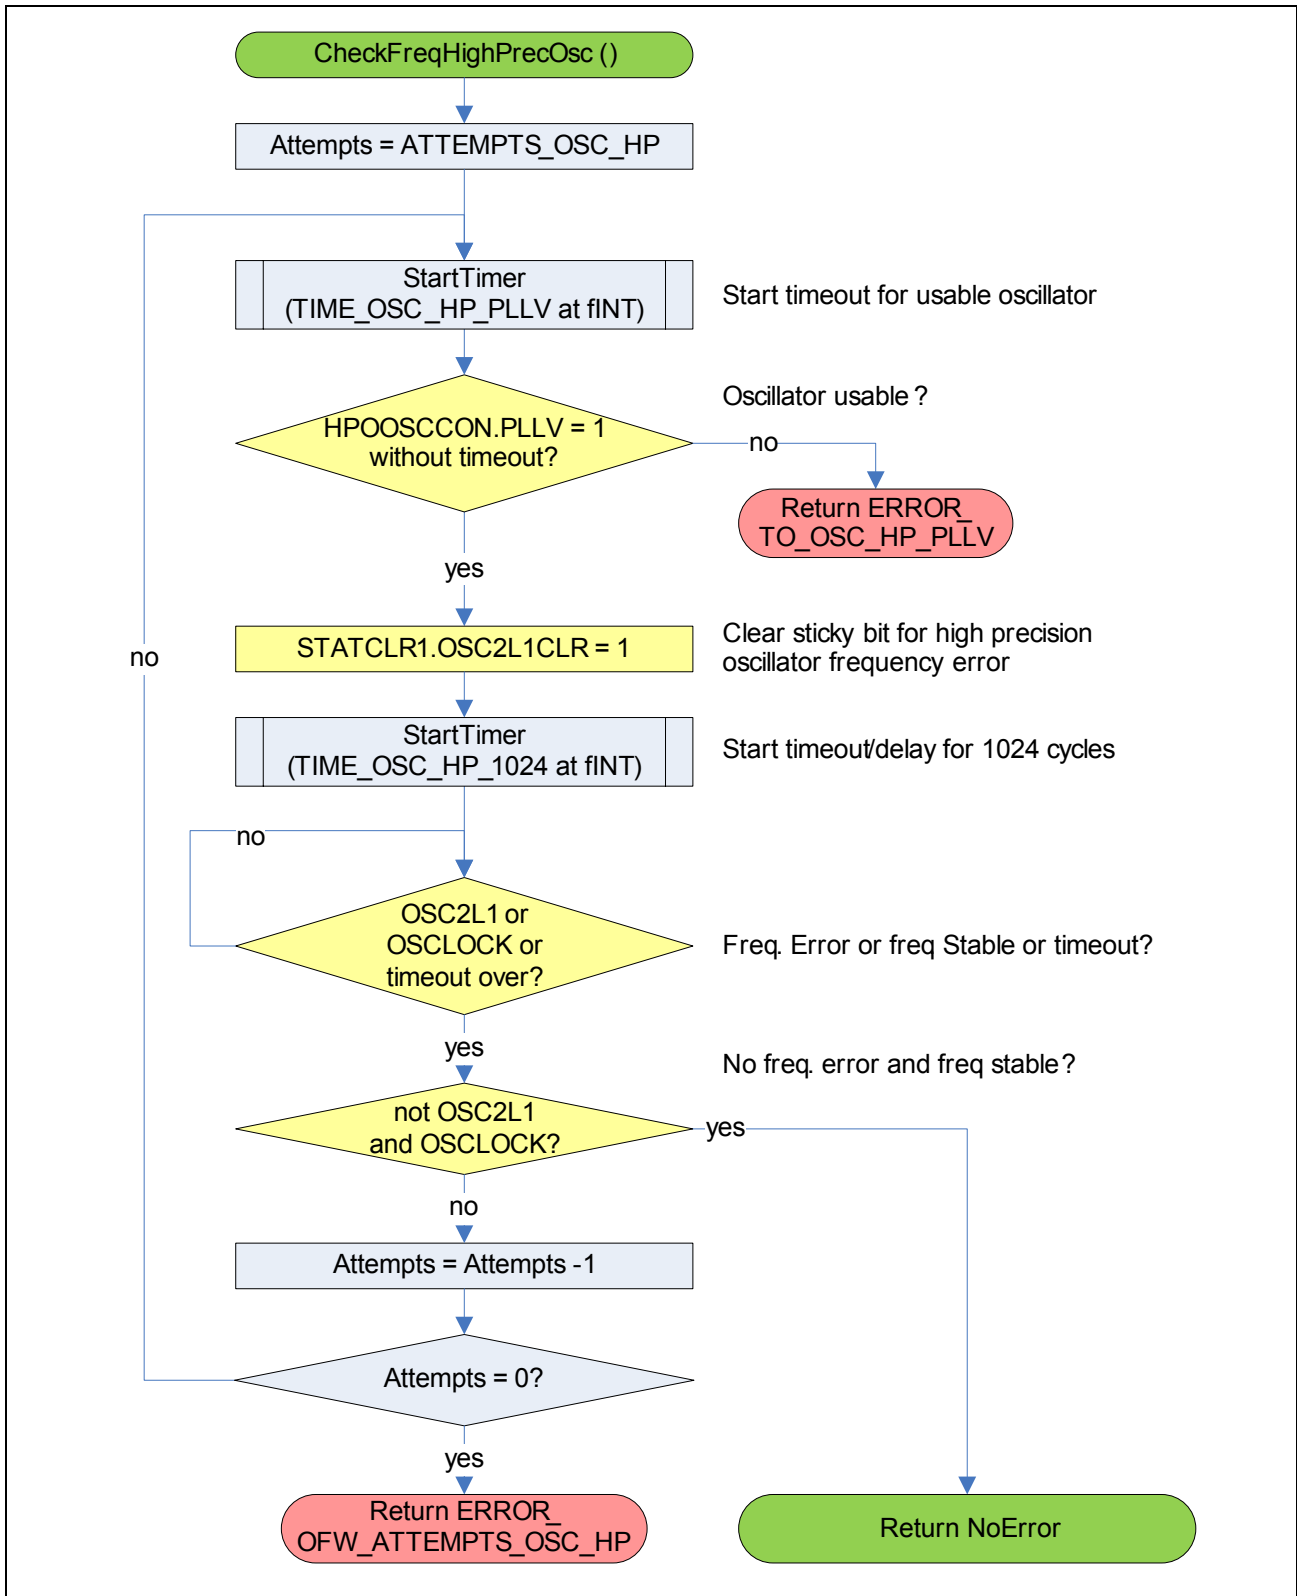 CheckFreqHighPrecOsc ()
Attempts = ATTEMPTS_OSC_HP
StartTimer
(TIME_OSC_HP_PLLV at fINT)
Start timeout for usable oscillator
Oscillator usable ?
HPOOSCCON.PLLV = 1
without timeout?
no
Return ERROR_
TO_OSC_HP_PLLV
yes
STATCLR1.OSC2L1CLR = 1
Clear sticky bit for high precision
oscillator frequency error
no
StartTimer
(TIME_OSC_HP_1024 at fINT)
Start timeout/delay for 1024 cycles
no
OSC2L1 or
OSCLOCK or
timeout over?
Freq. Error or freq Stable or timeout?
yes
No freq. error and freq stable ?
not OSC2L1
and OSCLOCK?
yes
no
Attempts = Attempts -1
Attempts = 0?
yes
Return ERROR_
OFW_ATTEMPTS_OSC_HP
Return NoError